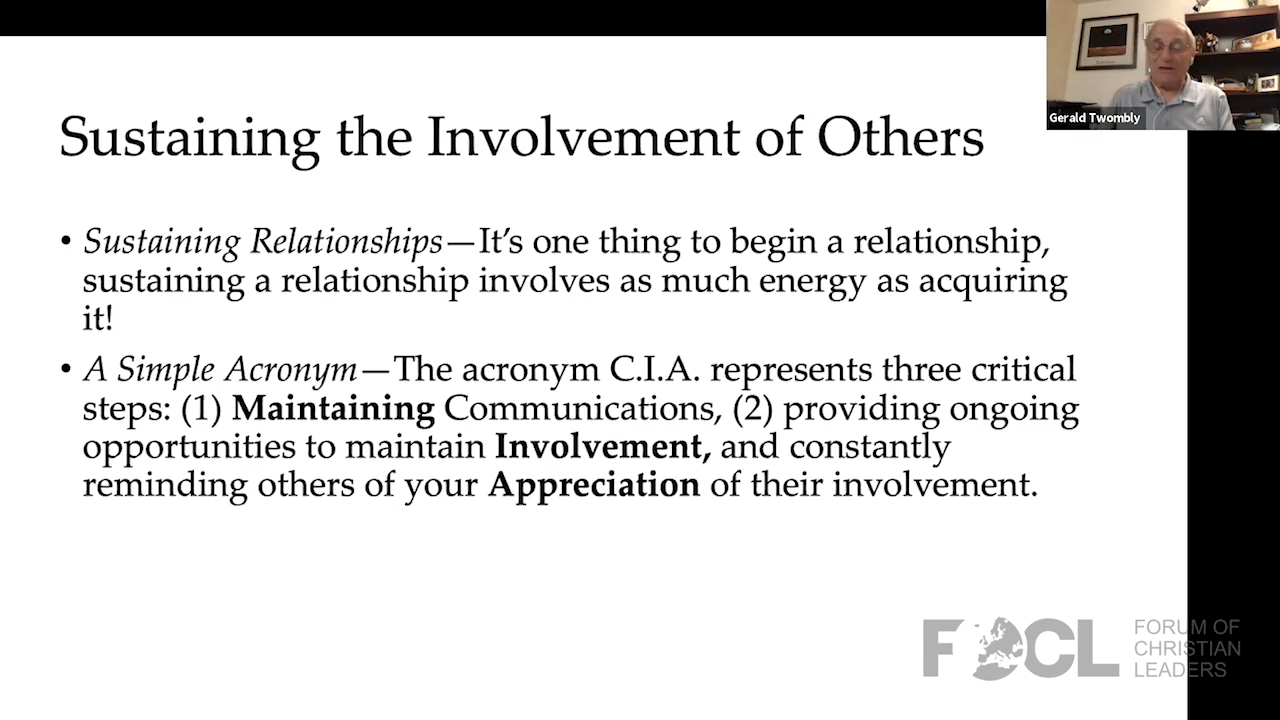 Gerald Twombly
Sustaining the Involvement of Others
• Sustaining Relationships—It's one thing to begin a relationship,
sustaining a relationship involves as much energy as acquiring
it!
• A Simple Acronym—The acronym C.I.A. represents three critical
steps: (1) Maintaining Communications, (2) providing ongoing
opportunities to maintain Involvement, and constantly
reminding others of your Appreciation of their involvement.
FOCL
FORUM OF
CHRISTIAN
LEADERS